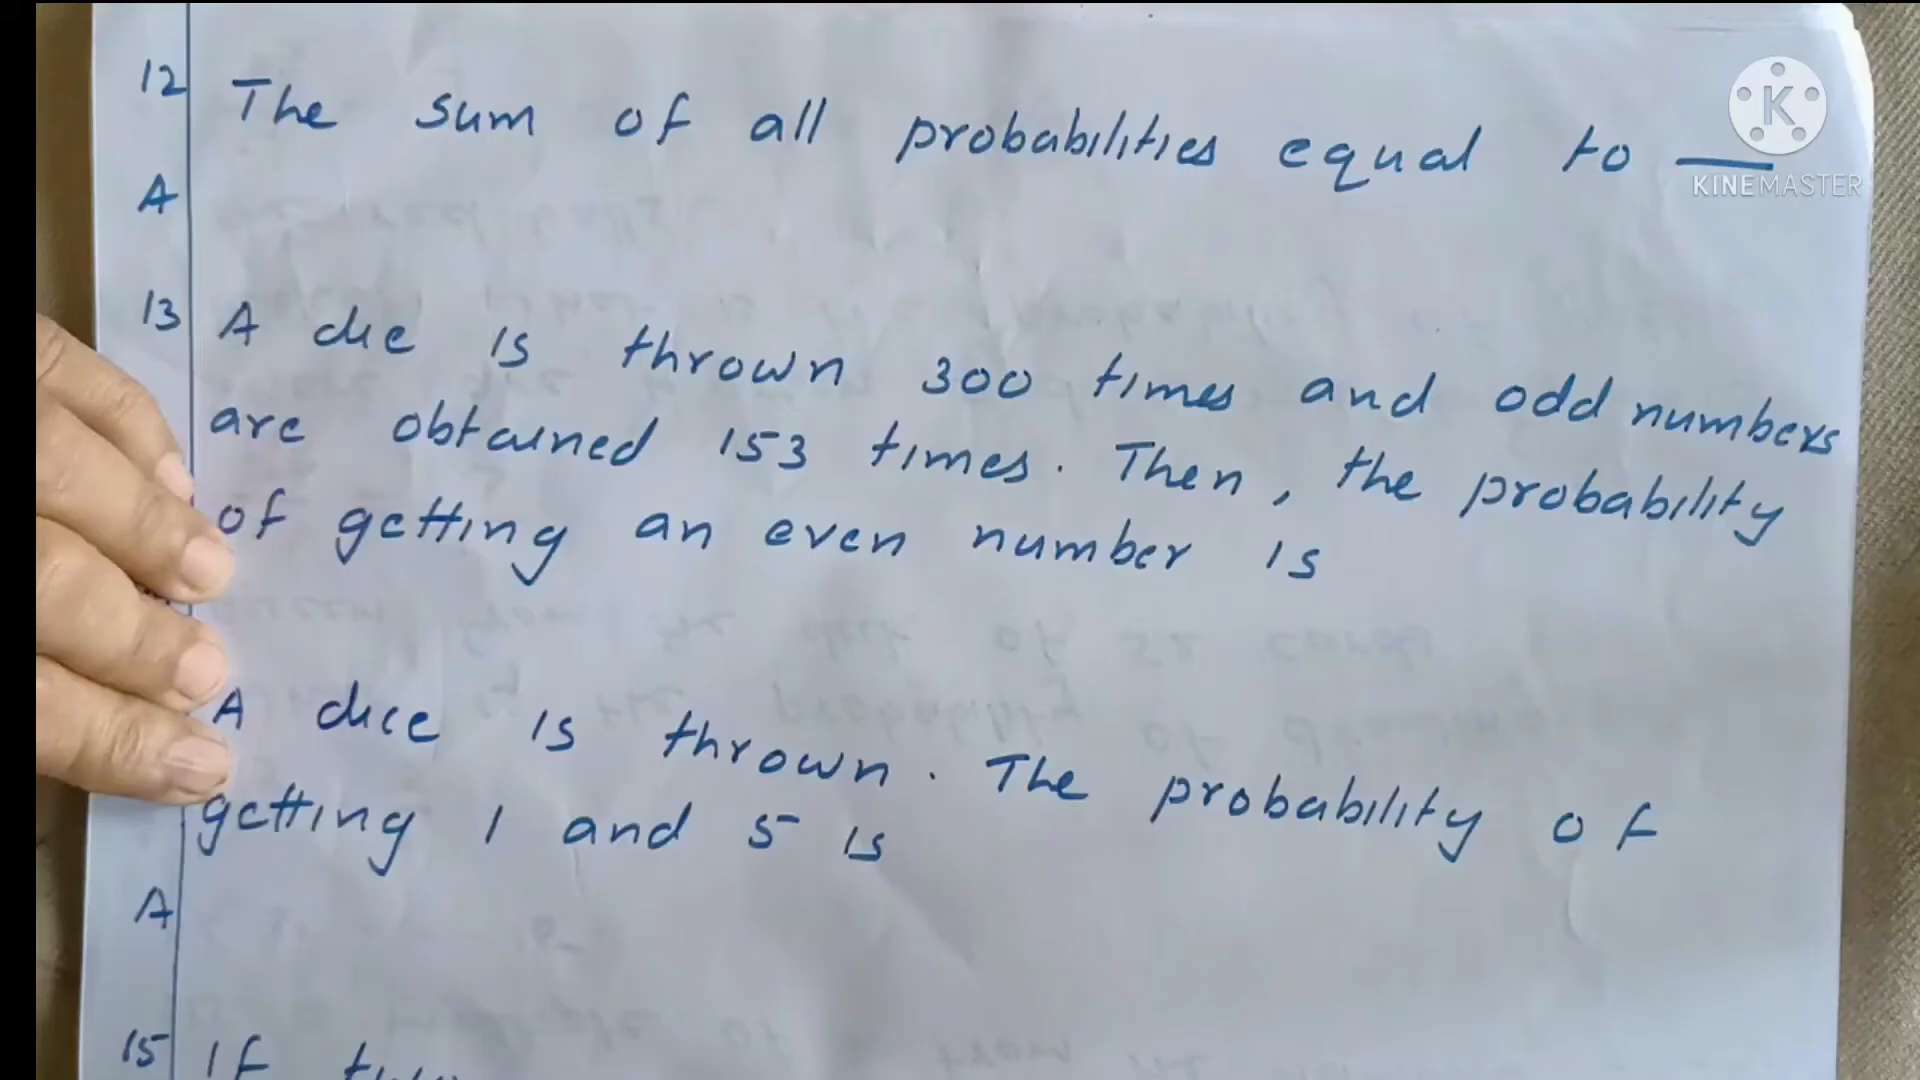 12 The sum of all probabilities equal to __
KINEMASTER
A
13 A die is thrown 300 times and odd numbers
are obtained 153 times. Then, the probability
of getting an even number is
A dice is thrown. The probability of
getting 1 and 5 is
A
15 If